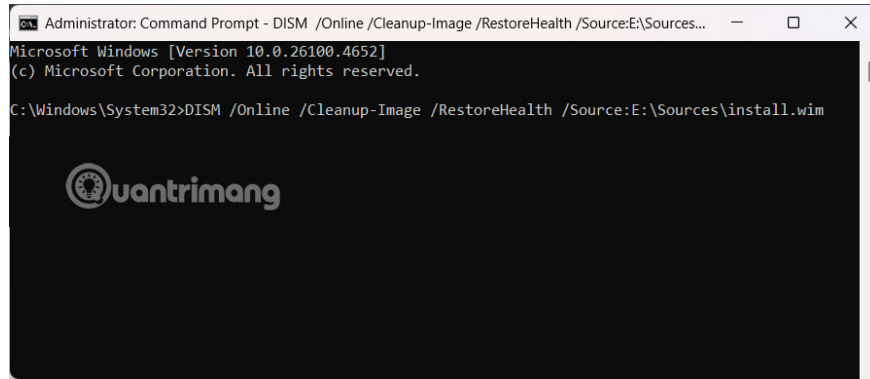 Administrator: Command Prompt - DISM /Online /Cleanup-Image /RestoreHealth /Source:E:\Sources...
Microsoft Windows [Version 10.0.26100.4652]
(c) Microsoft Corporation. All rights reserved.
C:\Windows\System32>DISM /Online /Cleanup-Image /RestoreHealth /Source:E:\Sources\install.wim
Quantrimang